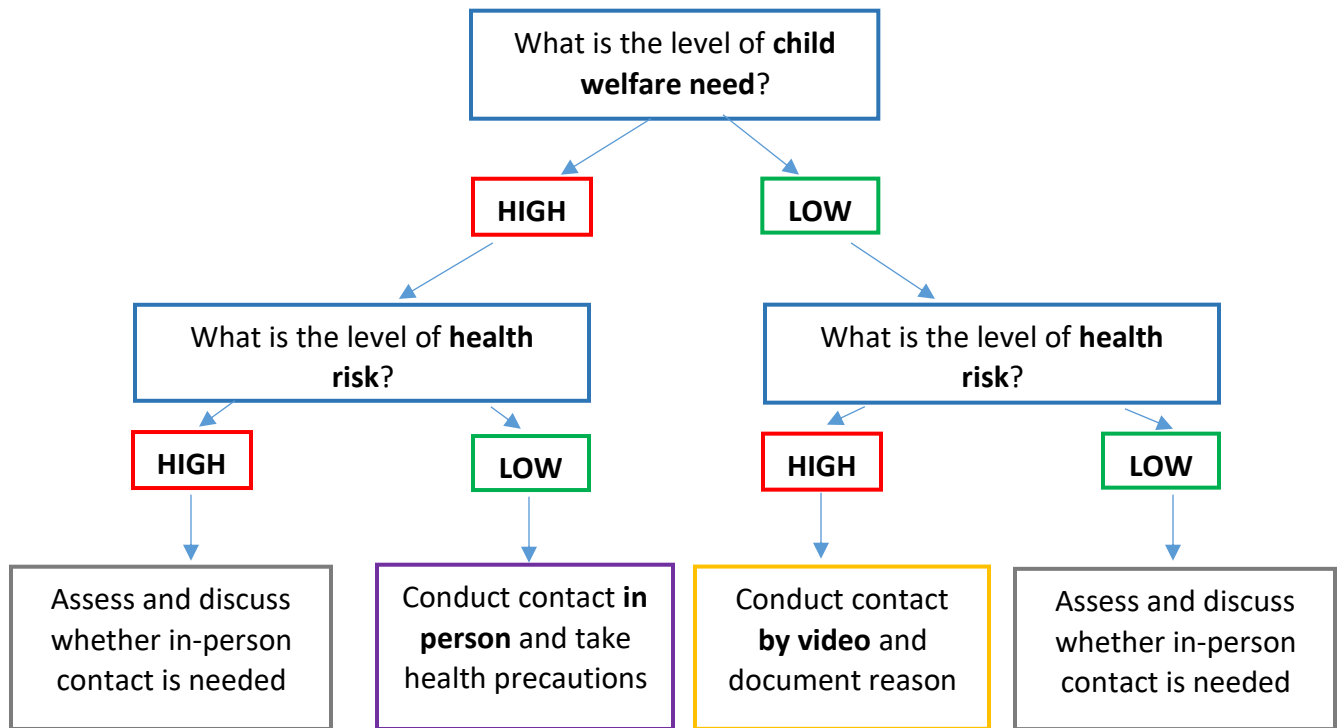 What is the level of child
welfare need?
HIGH
LOW
What is the level of health
risk?
What is the level of health
risk?
HIGH
LOW
HIGH
LOW
Assess and discuss
whether in-person
contact is needed
Conduct contact in
person and take
health precautions
Conduct contact
by video and
document reason
Assess and discuss
whether in-person
contact is needed